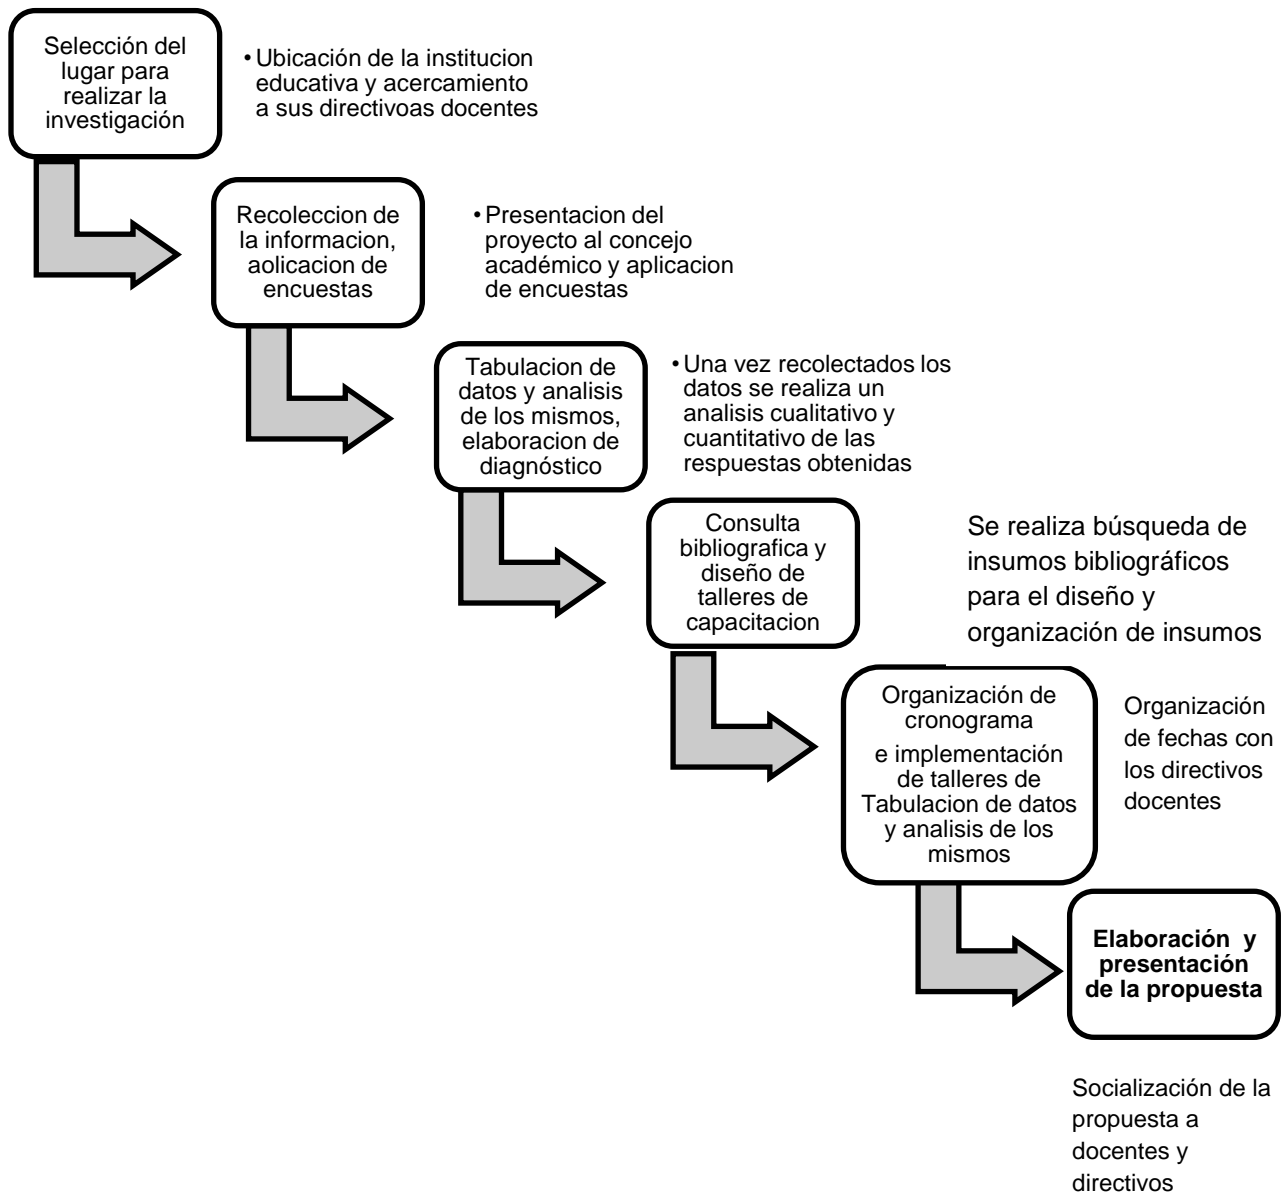 Selección del
lugar para
realizar la
investigación
• Ubicación de la institucion
educativa y acercamiento
a sus directivoas docentes
Recoleccion de
la informacion,
aolicacion de
encuestas
• Presentacion del
proyecto al concejo
académico y aplicacion
de encuestas
Tabulacion de
datos y analisis
de los mismos,
elaboracion de
diagnóstico
• Una vez recolectados los
datos se realiza un
analisis cualitativo y
cuantitativo de las
respuestas obtenidas
Consulta
bibliografica y
diseño de
talleres de
capacitacion
Se realiza búsqueda de
insumos bibliográficos
para el diseño y
organización de insumos
Organización de
cronograma
e implementación
de talleres de
Tabulacion de datos
y analisis de los
mismos
Organización
de fechas con
los directivos
docentes
Elaboración y
presentación
de la propuesta
Socialización de la
propuesta a
docentes y
directivos